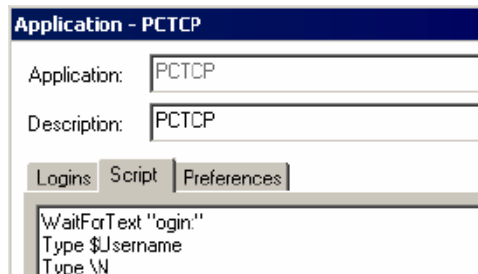 Application - PCTCP
Application: PCTCP
Description: PCTCP
Logins Script Preferences
WaitForText "ogin:"
Type $Username
Type \N